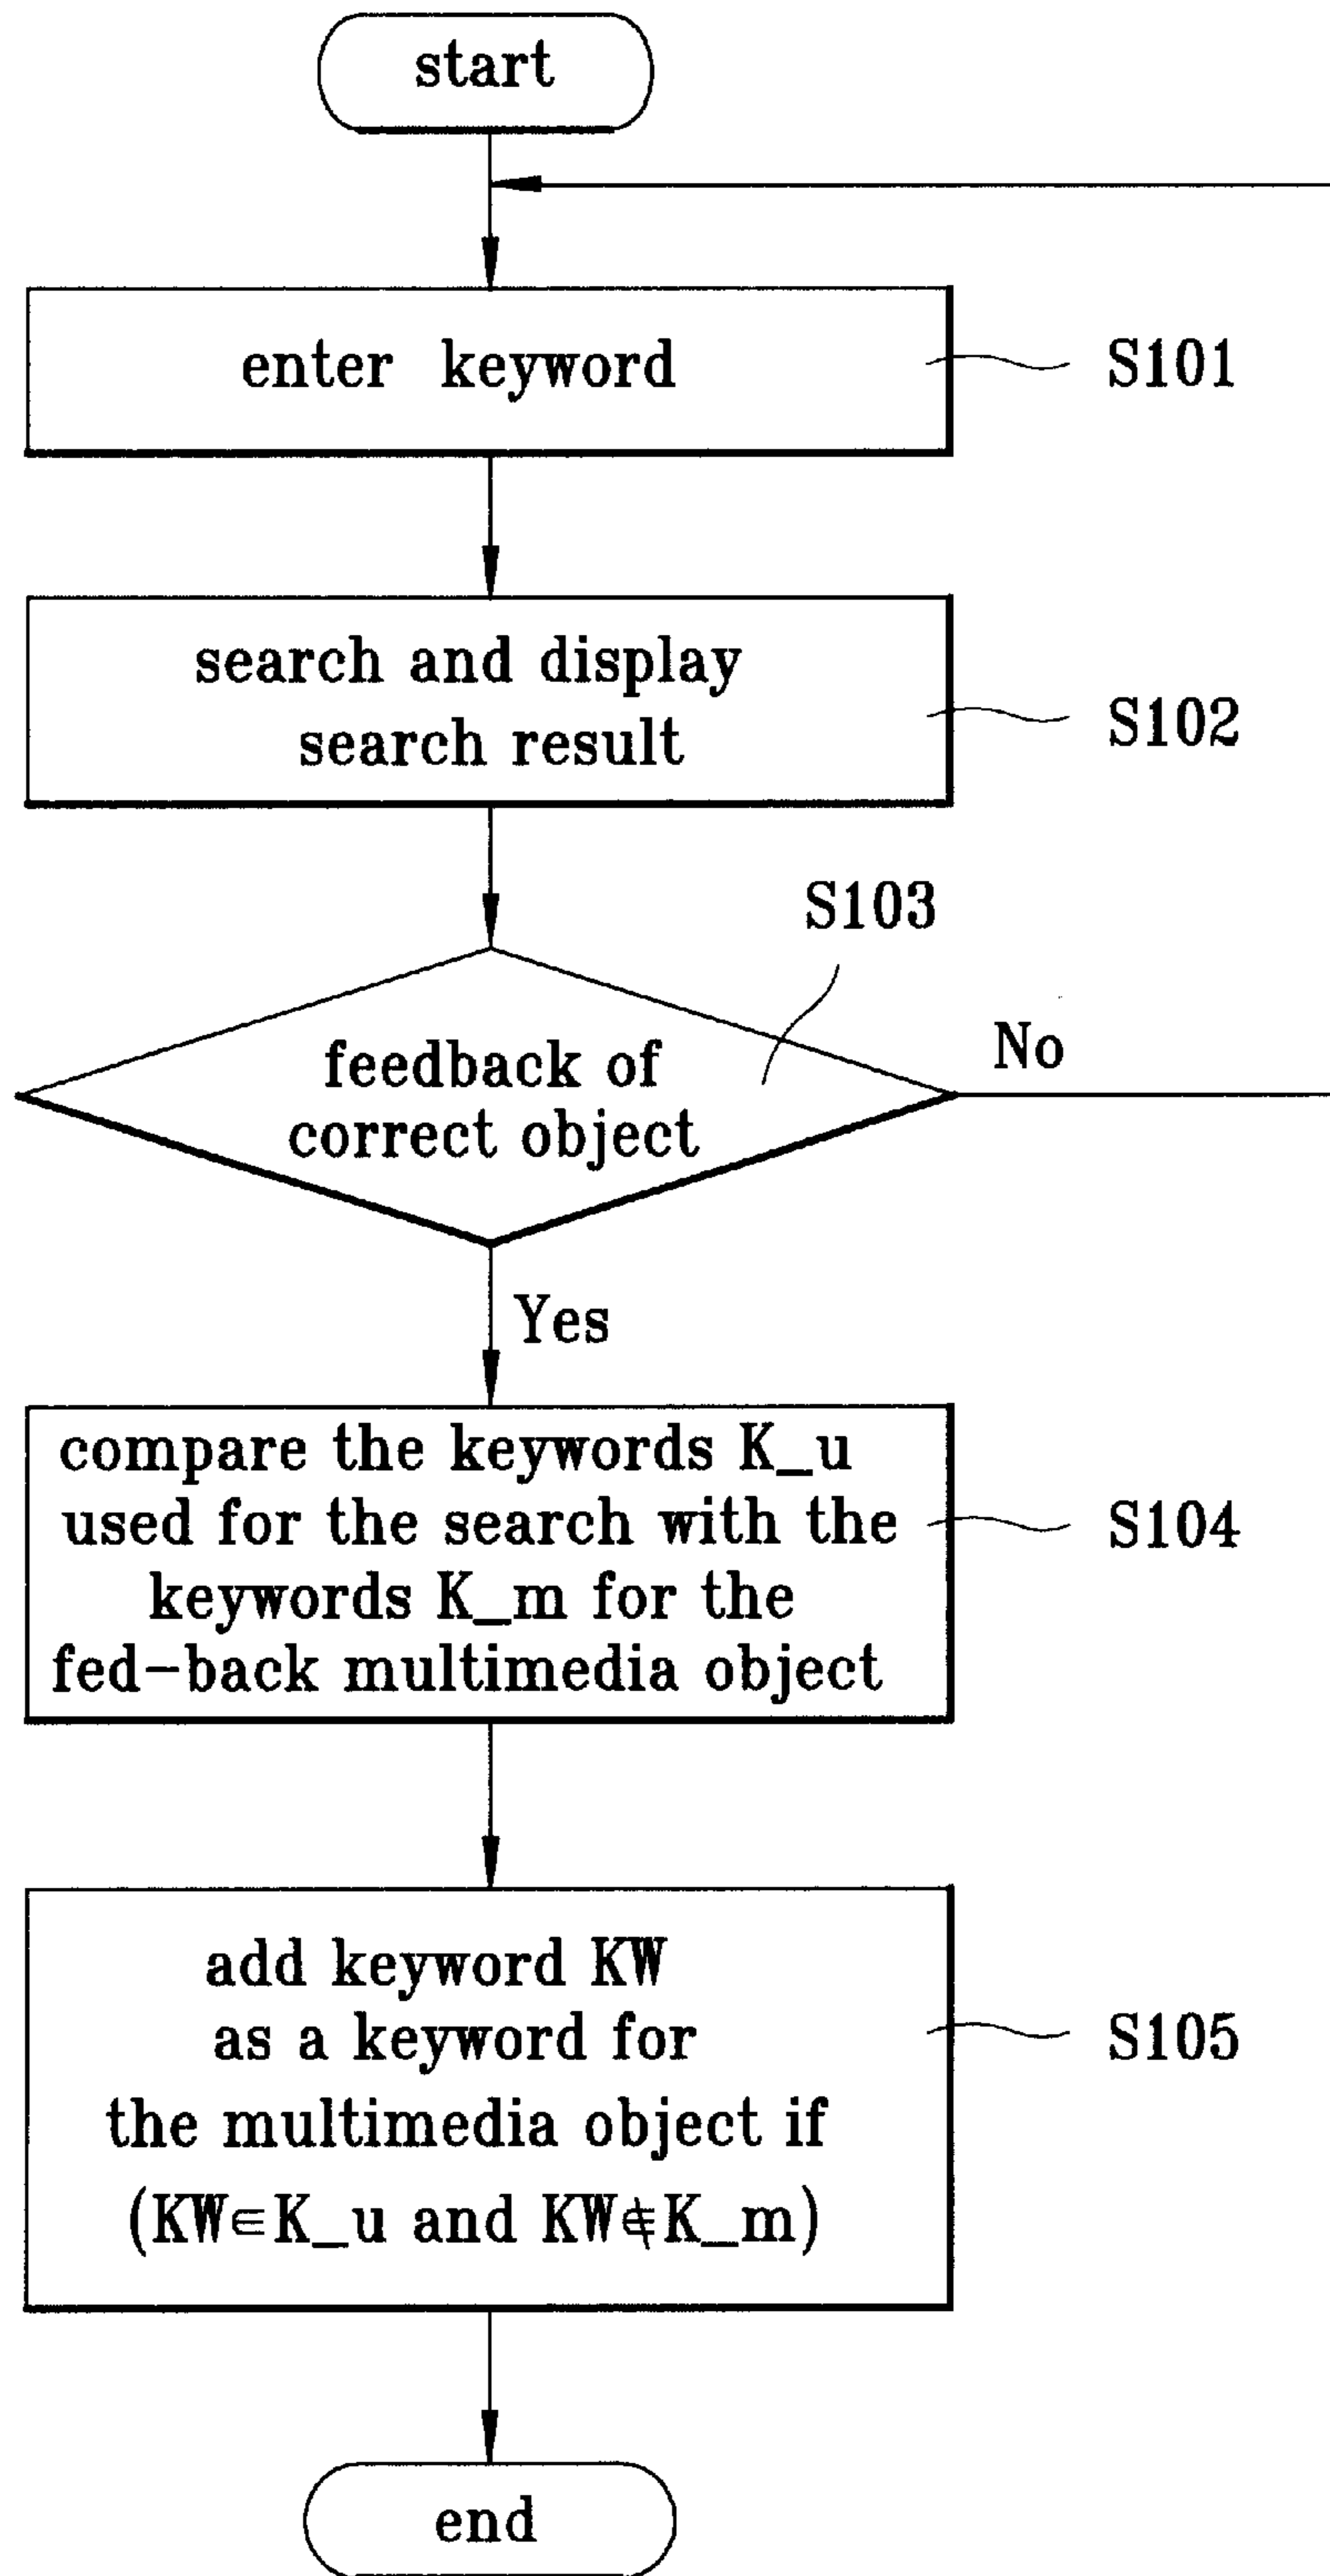 start
enter keyword
S101
search and display
search result
S102
S103
feedback of
correct object
No
Yes
compare the keywords K_u
used for the search with the
keywords K_m for the
fed-back multimedia object
S104
add keyword KW
as a keyword for
the multimedia object if
(KW∈K_u and KW∉K_m)
S105
end